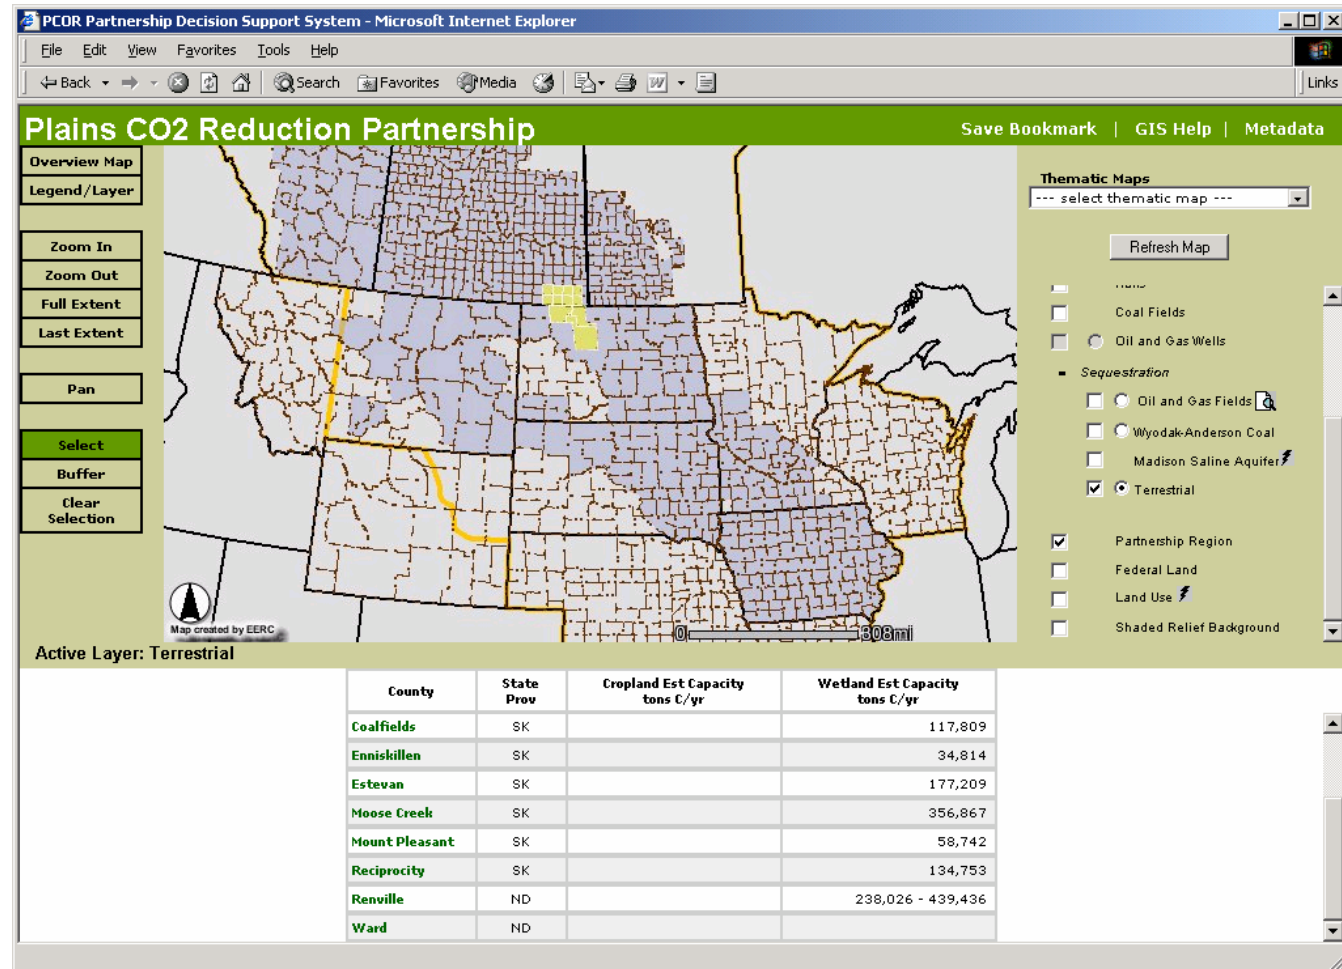 PCOR Partnership Decision Support System - Microsoft Internet Explorer
File Edit View Favorites Tools Help
Back Search Favorites Media Links
Plains CO2 Reduction Partnership
Save Bookmark | GIS Help | Metadata
Overview Map
Legend/Layer
Zoom In
Zoom Out
Full Extent
Last Extent
Pan
Select
Buffer
Clear
Selection
Map created by EERC
0 308mi
Thematic Maps
--- select thematic map ---
Refresh Map
Coal Fields
Oil and Gas Wells
Sequestration
Oil and Gas Fields
Wyodak-Anderson Coal
Madison Saline Aquifer
Terrestrial
Partnership Region
Federal Land
Land Use
Shaded Relief Background
Active Layer: Terrestrial
County State Prov Cropland Est Capacity tons C/yr Wetland Est Capacity tons C/yr
Coalfields SK 117,809
Enniskillen SK 34,814
Estevan SK 177,209
Moose Creek SK 356,867
Mount Pleasant SK 58,742
Reciprocity SK 134,753
Renville ND 238,026 - 439,436
Ward ND